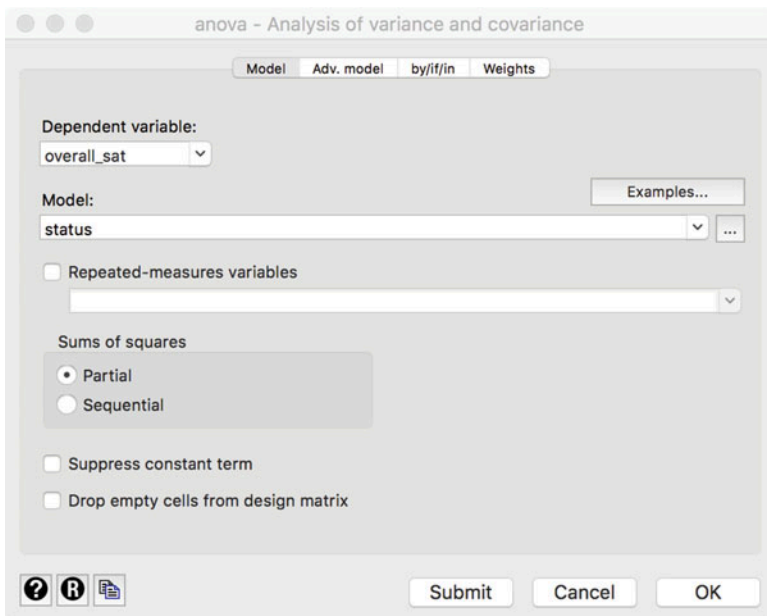 anova - Analysis of variance and covariance
Model Adv. model by/if/in Weights
Dependent variable:
overall_sat
Examples...
Model:
status
...
Repeated-measures variables
Sums of squares
Partial
Sequential
Suppress constant term
Drop empty cells from design matrix
? R Submit Cancel OK